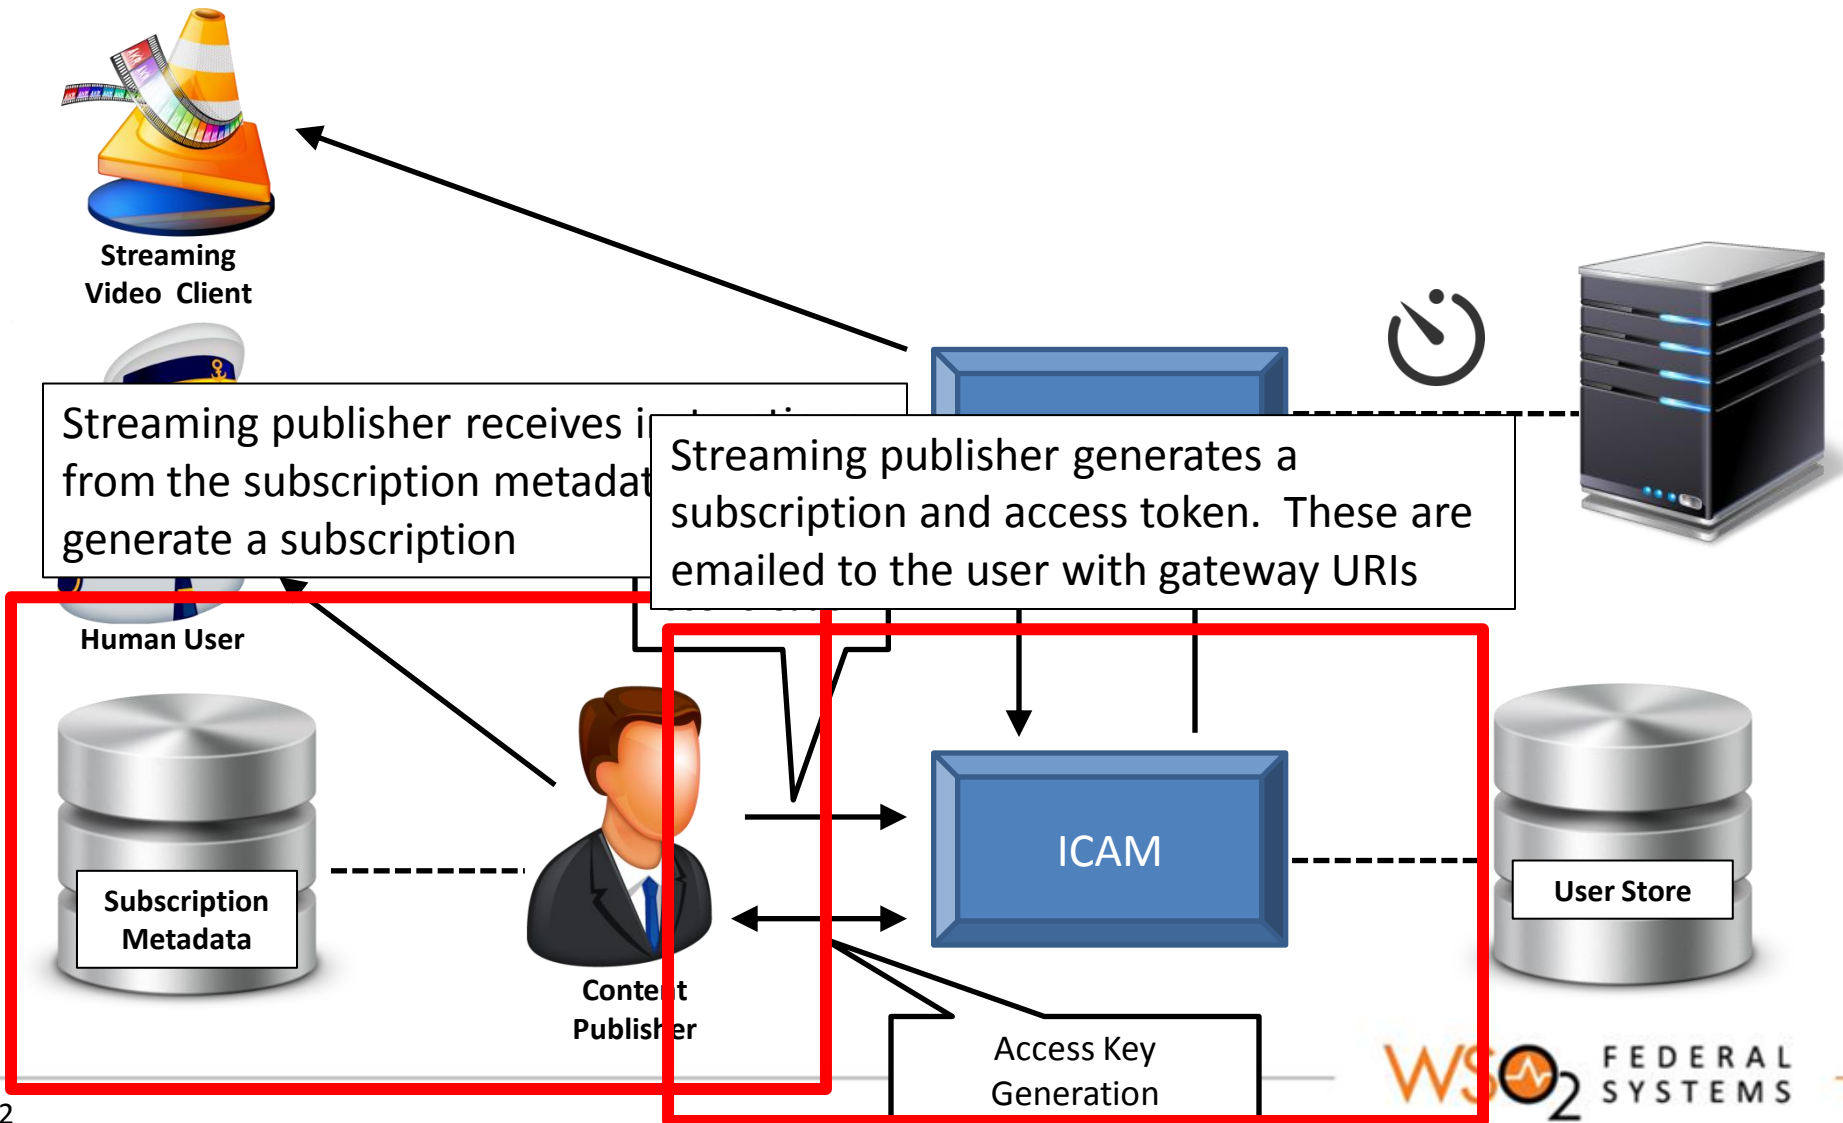 Streaming
Video Client
Streaming publisher receives
from the subscription
generate a subscription
Streaming publisher generates a
subscription and access token. These are
emailed to the user with gateway URIs
Human User
ICAM
Subscription
Metadata
User Store
Content
Publisher
Access Key
Generation
WSO2 FEDERAL
SYSTEMS
2